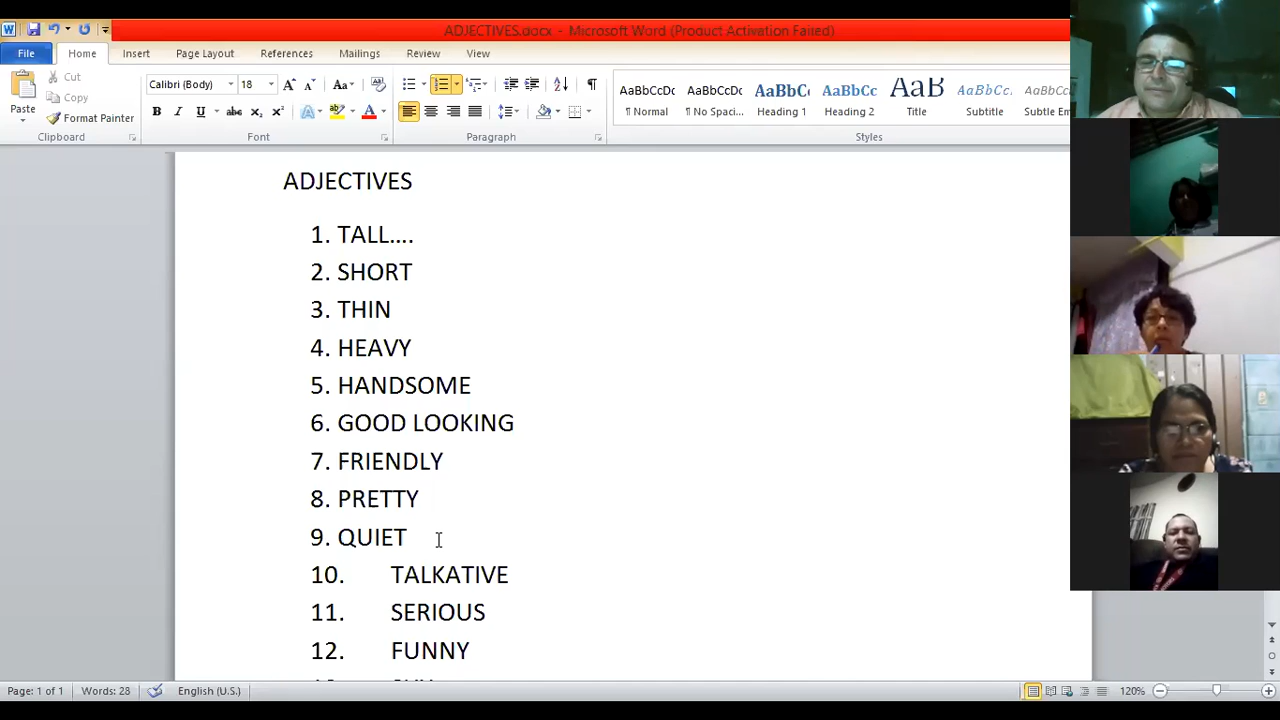 ADJECTIVES.docx - Microsoft Word (Product Activation Failed)
File Home Insert Page Layout References Mailings Review View
Paste
Cut
Copy
Format Painter
Clipboard
Calibri (Body) 18
Font
Paragraph
AaBbCcDc AaBbCcDc AaBbCc AaBbCc AaB AaBbCcL AaBbCcD
¶ Normal ¶ No Spaci... Heading 1 Heading 2 Title Subtitle Subtle Em
Styles
ADJECTIVES
1. TALL....
2. SHORT
3. THIN
4. HEAVY
5. HANDSOME
6. GOOD LOOKING
7. FRIENDLY
8. PRETTY
9. QUIET
10. TALKATIVE
11. SERIOUS
12. FUNNY
Page: 1 of 1 Words: 28 English (U.S.) 120%